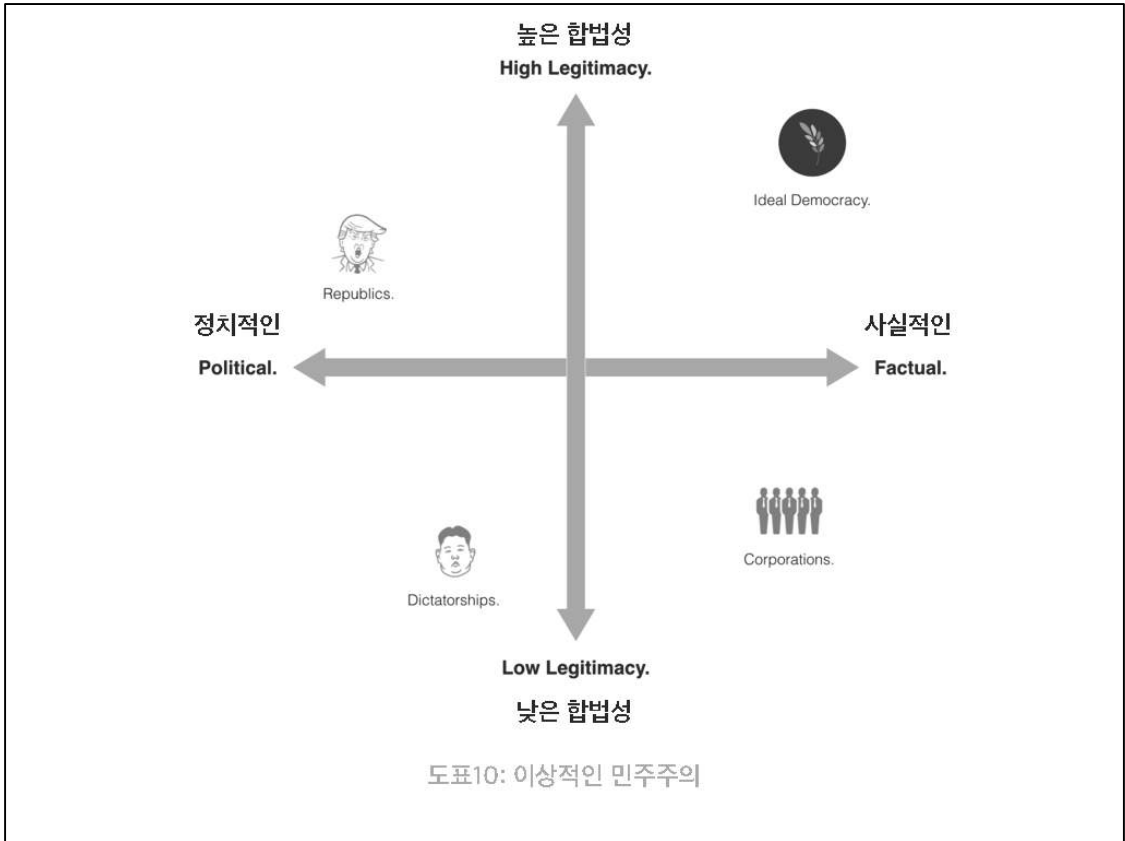 높은 합법성
High Legitimacy.
Ideal Democracy.
Republics.
정치적인
사실적인
Political.
Factual.
Corporations.
Dictatorships.
Low Legitimacy.
낮은 합법성
도표10: 이상적인 민주주의